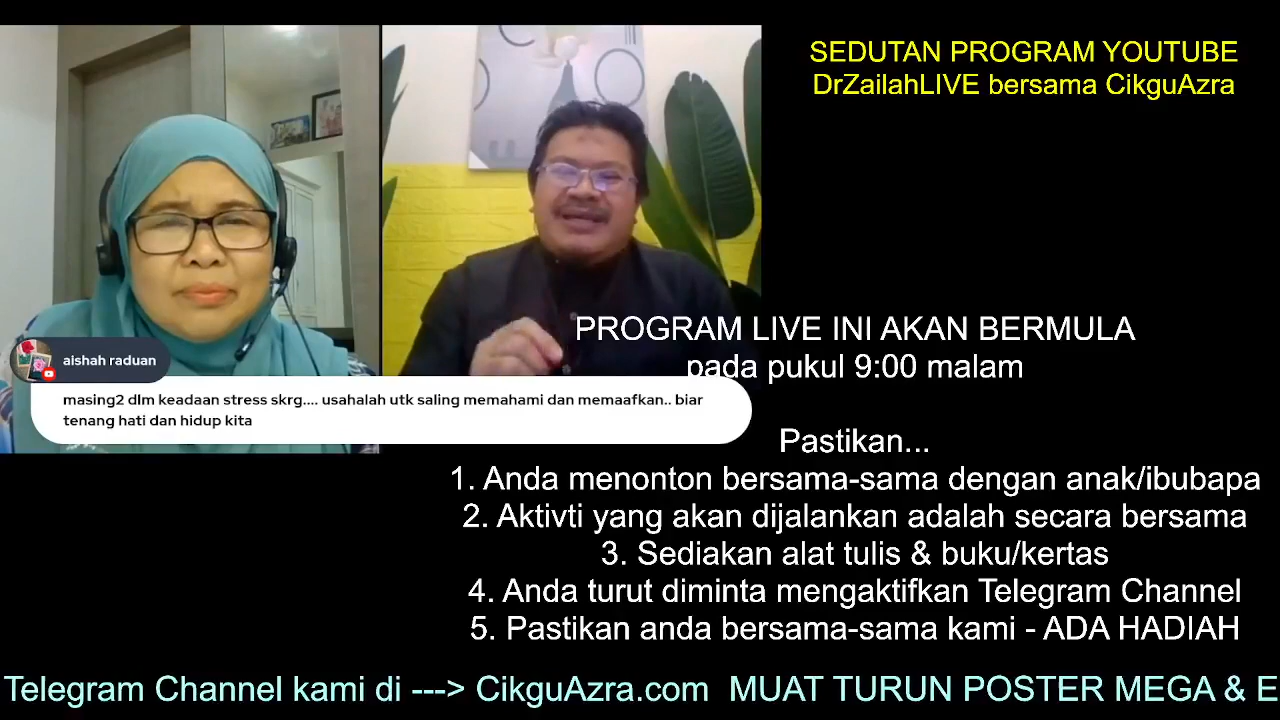 SEDUTAN PROGRAM YOUTUBE
DrZailahLIVE bersama CikguAzra
PROGRAM LIVE INI AKAN BERMULA
pada pukul 9:00 malam
aishah raduan
masing2 dlm keadaan stress skrg.... usahalah utk saling memahami dan memaafkan.. biar
tenang hati dan hidup kita
Pastikan...
1. Anda menonton bersama-sama dengan anak/ibubapa
2. Aktivti yang akan dijalankan adalah secara bersama
3. Sediakan alat tulis & buku/kertas
4. Anda turut diminta mengaktifkan Telegram Channel
5. Pastikan anda bersama-sama kami - ADA HADIAH
Telegram Channel kami di ---> CikguAzra.com MUAT TURUN POSTER MEGA & E